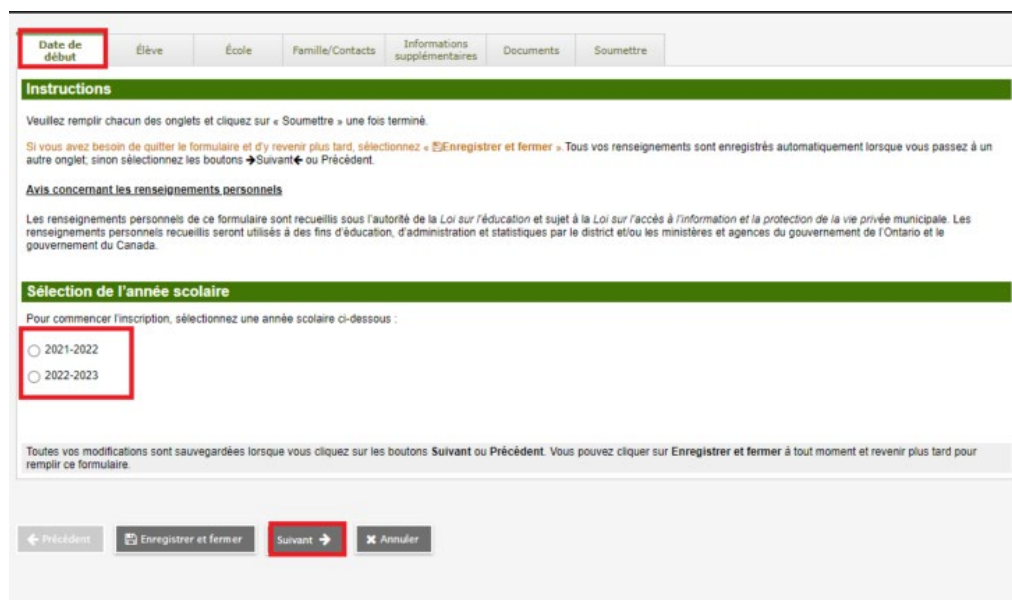 Date de
début
Élève
École
Famille/Contacts
Informations
supplémentaires
Documents
Soumettre
Instructions
Veuillez remplir chacun des onglets et cliquez sur « Soumettre » une fois terminé.
Si vous avez besoin de quitter le formulaire et d'y revenir plus tard, sélectionnez « Enregistrer et fermer ». Tous vos renseignements sont enregistrés automatiquement lorsque vous passez à un
autre onglet; sinon sélectionnez les boutons →Suivant← ou Précédent.
Avis concernant les renseignements personnels
Les renseignements personnels de ce formulaire sont recueillis sous l'autorité de la Loi sur l'éducation et sujet à la Loi sur l'accès à l'information et la protection de la vie privée municipale. Les
renseignements personnels recueillis seront utilisés à des fins d'éducation, d'administration et statistiques par le district et/ou les ministères et agences du gouvernement de l'Ontario et le
gouvernement du Canada.
Sélection de l'année scolaire
Pour commencer l'inscription, sélectionnez une année scolaire ci-dessous :
2021-2022
2022-2023
Toutes vos modifications sont sauvegardées lorsque vous cliquez sur les boutons Suivant ou Précédent. Vous pouvez cliquer sur Enregistrer et fermer à tout moment et revenir plus tard pour
remplir ce formulaire.
← Précédent
Enregistrer et fermer
Suivant →
✖ Annuler